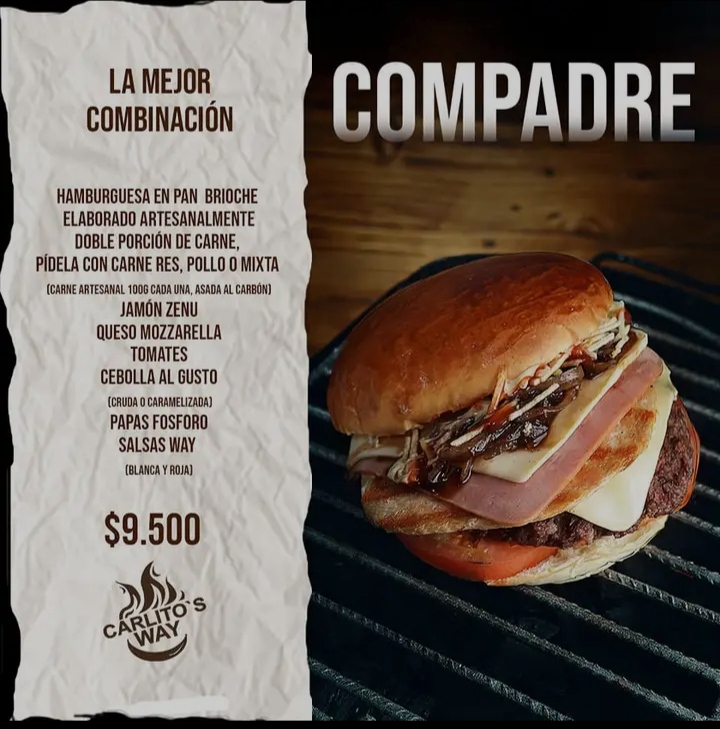 LA MEJOR
COMBINACIÓN
COMPADRE
HAMBURGUESA EN PAN BRIOCHE
ELABORADO ARTESANALMENTE
DOBLE PORCIÓN DE CARNE,
PÍDELA CON CARNE RES, POLLO O MIXTA
(CARNE ARTESANAL 100G CADA UNA, ASADA AL CARBÓN)
JAMÓN ZENU
QUESO MOZZARELLA
TOMATES
CEBOLLA AL GUSTO
(CRUDA O CARAMELIZADA)
PAPAS FOSFORO
SALSAS WAY
(BLANCA Y ROJA)
$9.500
CARLITO'S
WAY